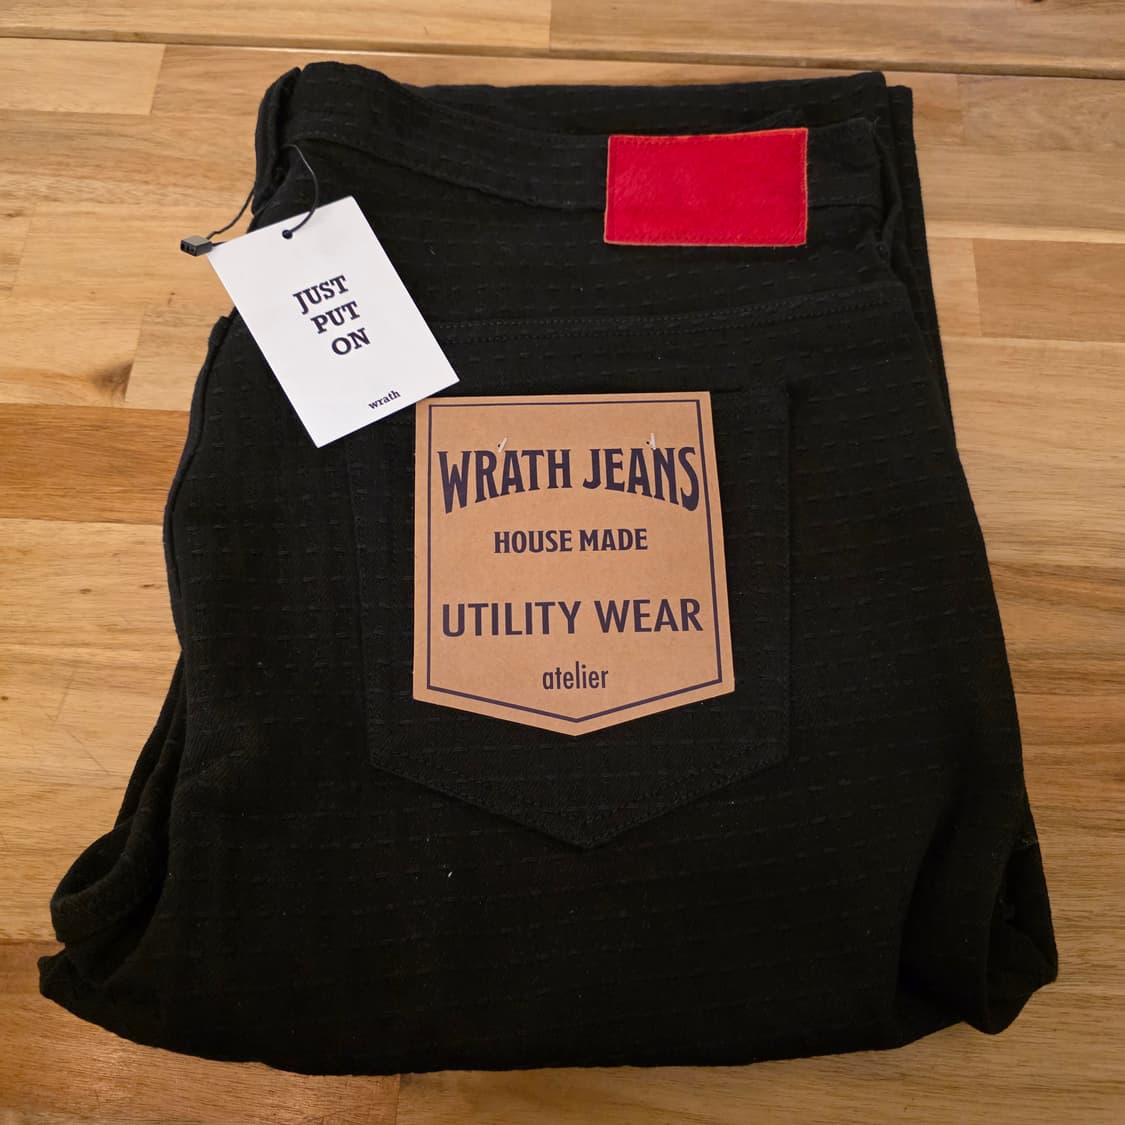 JUST
PUT
ON
wrath
WRATH JEANS
HOUSE MADE
UTILITY WEAR
atelier